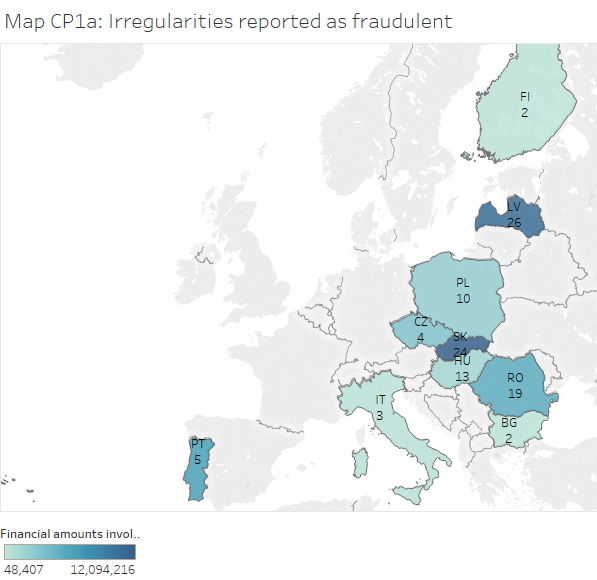 Map CP1a: Irregularities reported as fraudulent
FI
2
LV
26
PL
10
CZ
4
SK
24
HU
13
RO
19
IT
3
BG
2
PT
5
Financial amounts invol..
48,407 12,094,216